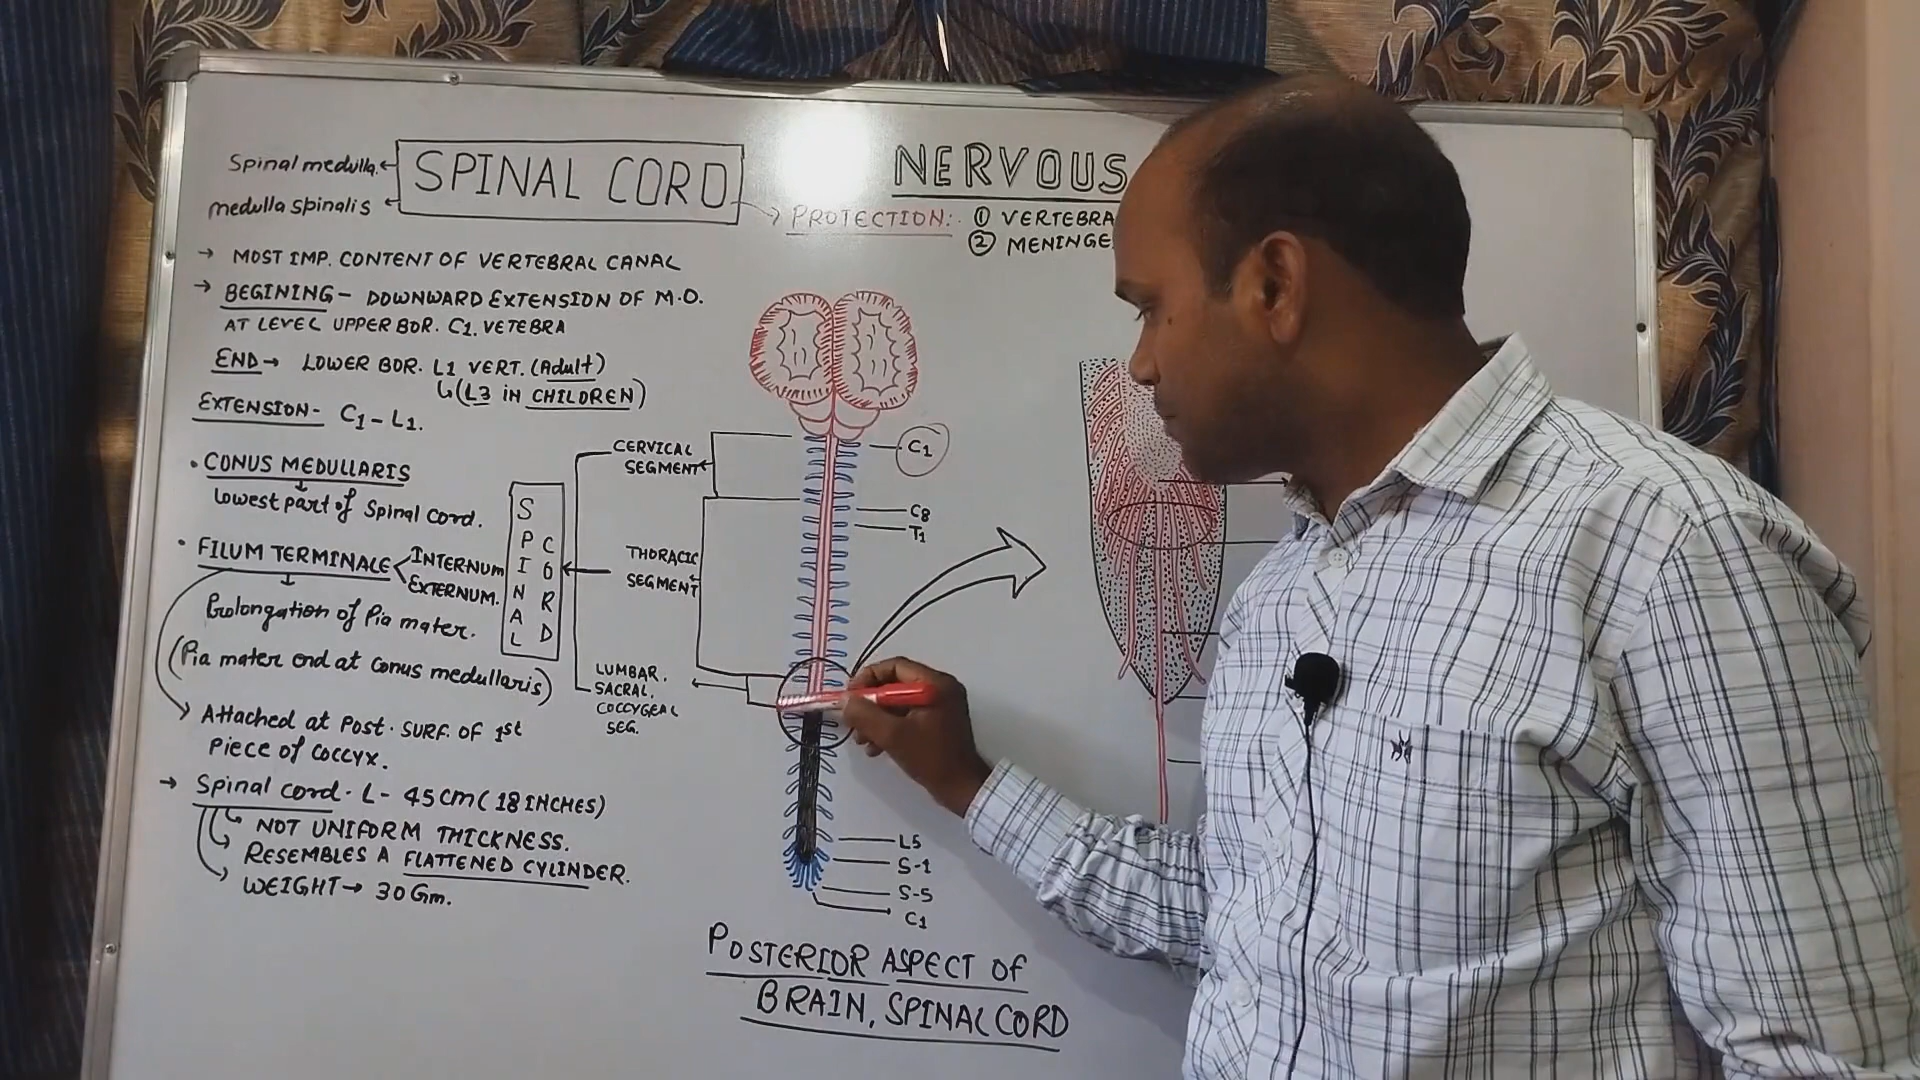 SPINAL CORD
Spinal medulla.
medulla spinalis
NERVOUS
PROTECTION:. ① VERTEBRA
② MENINGE
→ MOST IMP. CONTENT OF VERTEBRAL CANAL
→ BEGINING - DOWNWARD EXTENSION OF M.O.
AT LEVEL UPPER BOR. C1. VETEBRA
END → LOWER BOR. L1 VERT. (Adult)
(L3 IN CHILDREN)
EXTENSION - C1 - L1.
• CONUS MEDULLARIS
Lowest part of Spinal cord.
• FILUM TERMINALE < INTERNUM
EXTERNUM.
Prolongation of Pia mater.
(Pia mater end at Conus medullaris)
Attached at Post. SURF. OF 1st
Piece of Coccyx.
→ Spinal cord. L - 45 cm (18 INCHES)
NOT UNIFORM THICKNESS.
RESEMBLES A FLATTENED CYLINDER.
WEIGHT → 30 Gm.
SPINAL
CORD
CERVICAL
SEGMENT
THORACIC
SEGMENT
LUMBAR.
SACRAL.
COCCYGEAL
SEG.
C1
C8
T1
L5
S-1
S-5
C1
POSTERIOR ASPECT OF
BRAIN, SPINAL CORD